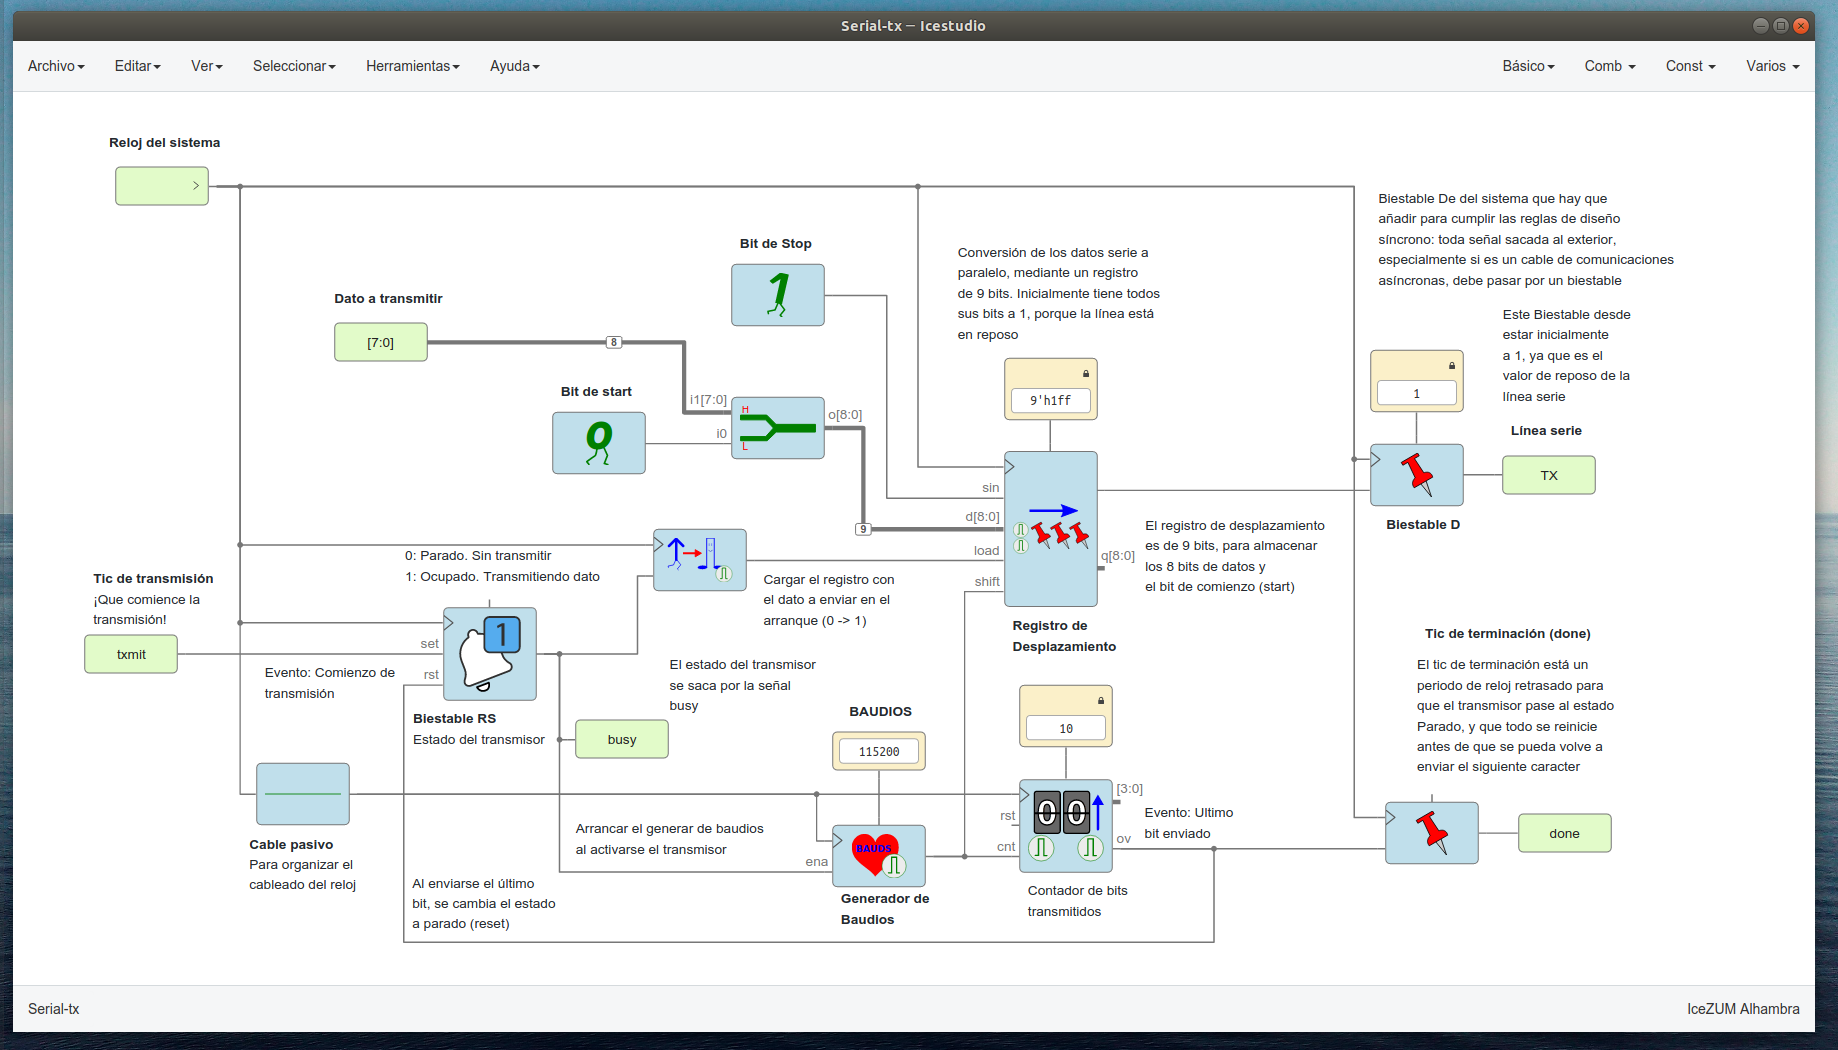 Serial-tx – Icestudio
Archivo Editar Ver Seleccionar Herramientas Ayuda Básico Comb Const Varios
Reloj del sistema
Biestable De del sistema que hay que
añadir para cumplir las reglas de diseño
síncrono: toda señal sacada al exterior,
especialmente si es un cable de comunicaciones
asíncronas, debe pasar por un biestable
Bit de Stop
1
Conversión de los datos serie a
paralelo, mediante un registro
de 9 bits. Inicialmente tiene todos
sus bits a 1, porque la línea está
en reposo
Dato a transmitir
[7:0]
8
Este Biestable desde
estar inicialmente
a 1, ya que es el
valor de reposo de la
línea serie
Bit de start
0
i1[7:0]
i0
H
L
o[8:0]
9
9'h1ff
1
Línea serie
TX
Biestable D
sin
d[8:0]
load
shift
q[8:0]
El registro de desplazamiento
es de 9 bits, para almacenar
los 8 bits de datos y
el bit de comienzo (start)
Registro de
Desplazamiento
0: Parado. Sin transmitir
1: Ocupado. Transmitiendo dato
Cargar el registro con
el dato a enviar en el
arranque (0 -> 1)
Tic de transmisión
¡Que comience la
transmisión!
txmit
set
rst
1
Evento: Comienzo de
transmisión
Biestable RS
Estado del transmisor
El estado del transmisor
se saca por la señal
busy
busy
BAUDIOS
115200
10
TIc de terminación (done)
El tic de terminación está un
periodo de reloj retrasado para
que el transmisor pase al estado
Parado, y que todo se reinicie
antes de que se pueda volve a
enviar el siguiente caracter
Cable pasivo
Para organizar el
cableado del reloj
Arrancar el generar de baudios
al activarse el transmisor
ena
BAUDS
Generador de
Baudios
rst
cnt
00
[3:0]
ov
Evento: Ultimo
bit enviado
Contador de bits
transmitidos
done
Al enviarse el último
bit, se cambia el estado
a parado (reset)
Serial-tx
IceZUM Alhambra